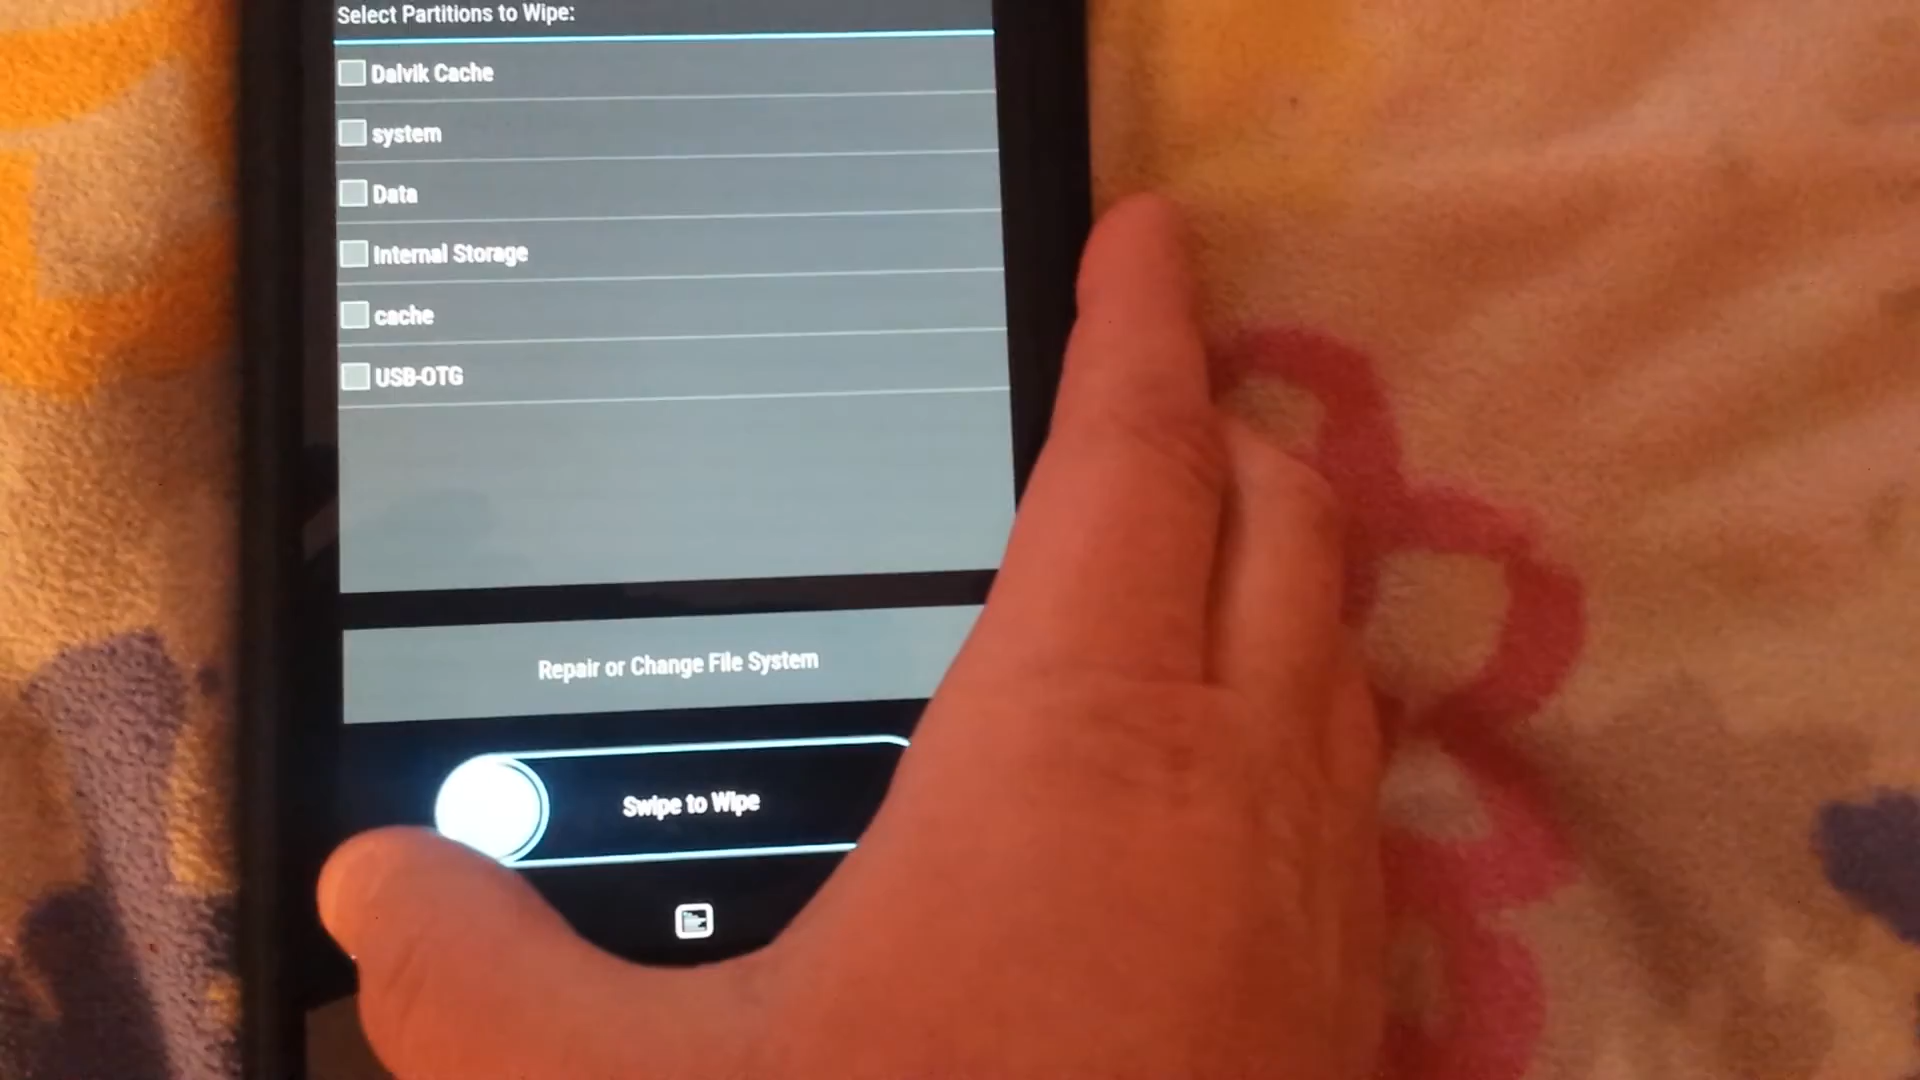 Select Partitions to Wipe:
Dalvik Cache
system
Data
Internal Storage
cache
USB-OTG
Repair or Change File System
Swipe to Wipe